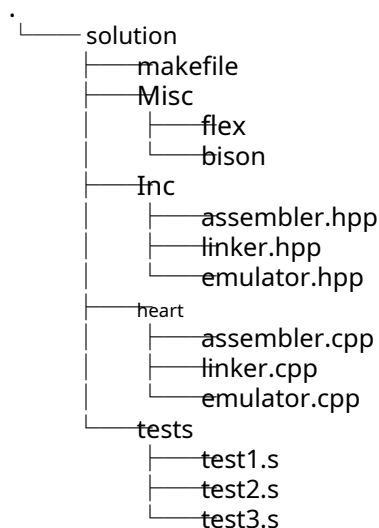 .
solution
makefile
Misc
flex
bison
Inc
assembler.hpp
linker.hpp
emulator.hpp
heart
assembler.cpp
linker.cpp
emulator.cpp
tests
test1.s
test2.s
test3.s